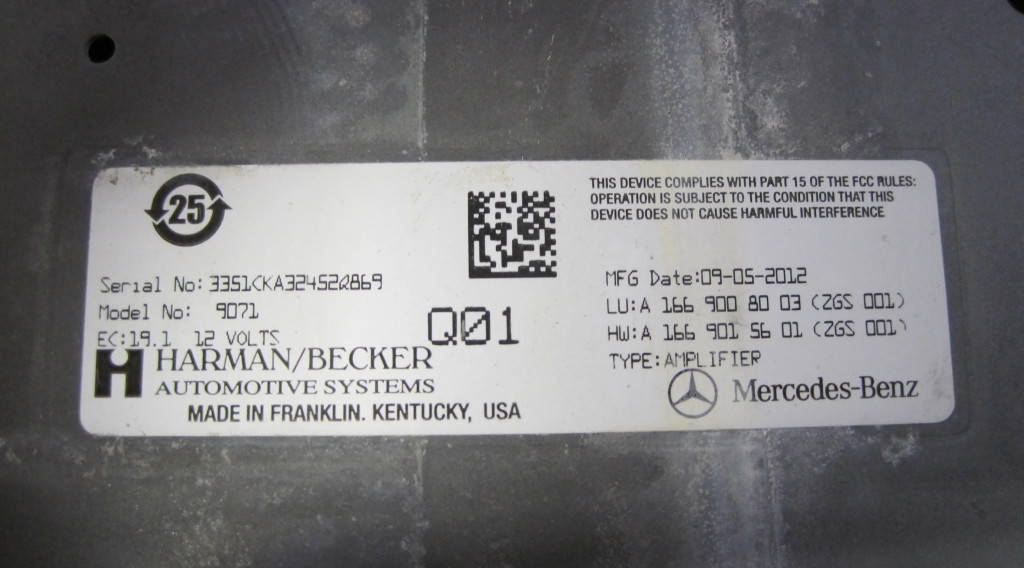 25
THIS DEVICE COMPLIES WITH PART 15 OF THE FCC RULES:
OPERATION IS SUBJECT TO THE CONDITION THAT THIS
DEVICE DOES NOT CAUSE HARMFUL INTERFERENCE
Serial No: 3351CKA32452Q869
Model No: 9071
EC:19.1 12 VOLTS
Q01
HARMAN/BECKER
AUTOMOTIVE SYSTEMS
MADE IN FRANKLIN. KENTUCKY, USA
MFG Date:09-05-2012
LU:A 166 900 80 03 (ZGS 001)
HW:A 166 901 56 01 (ZGS 001)
TYPE:AMPLIFIER
Mercedes-Benz